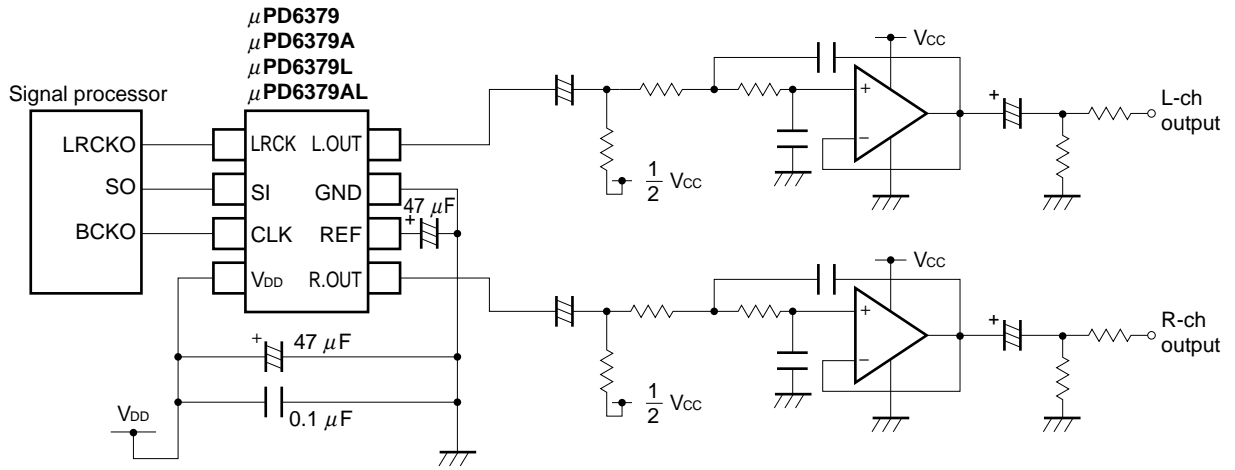 μPD6379
μPD6379A
μPD6379L
μPD6379AL
Signal processor
LRCKO
SO
BCKO
LRCK
SI
CLK
VDD
L.OUT
GND
REF
R.OUT
47 μF
+
+
47 μF
0.1 μF
VDD
1/2 VCC
+
−
VCC
+
L-ch
output
1/2 VCC
+
−
VCC
+
R-ch
output